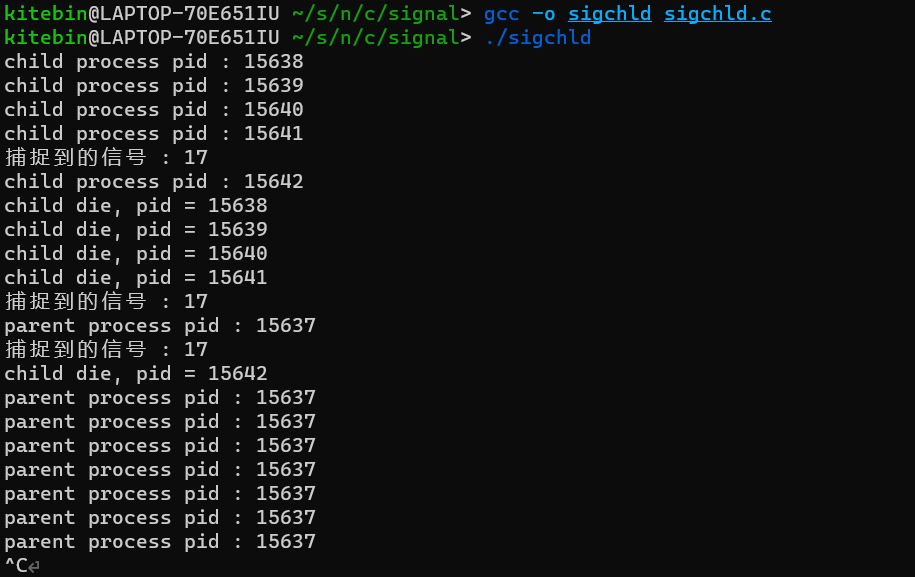 kitebin@LAPTOP-70E651IU ~/s/n/c/signal> gcc -o sigchld sigchld.c
kitebin@LAPTOP-70E651IU ~/s/n/c/signal> ./sigchld
child process pid : 15638
child process pid : 15639
child process pid : 15640
child process pid : 15641
捕捉到的信号 : 17
child process pid : 15642
child die, pid = 15638
child die, pid = 15639
child die, pid = 15640
child die, pid = 15641
捕捉到的信号 : 17
parent process pid : 15637
捕捉到的信号 : 17
child die, pid = 15642
parent process pid : 15637
parent process pid : 15637
parent process pid : 15637
parent process pid : 15637
parent process pid : 15637
parent process pid : 15637
parent process pid : 15637
^C⏎